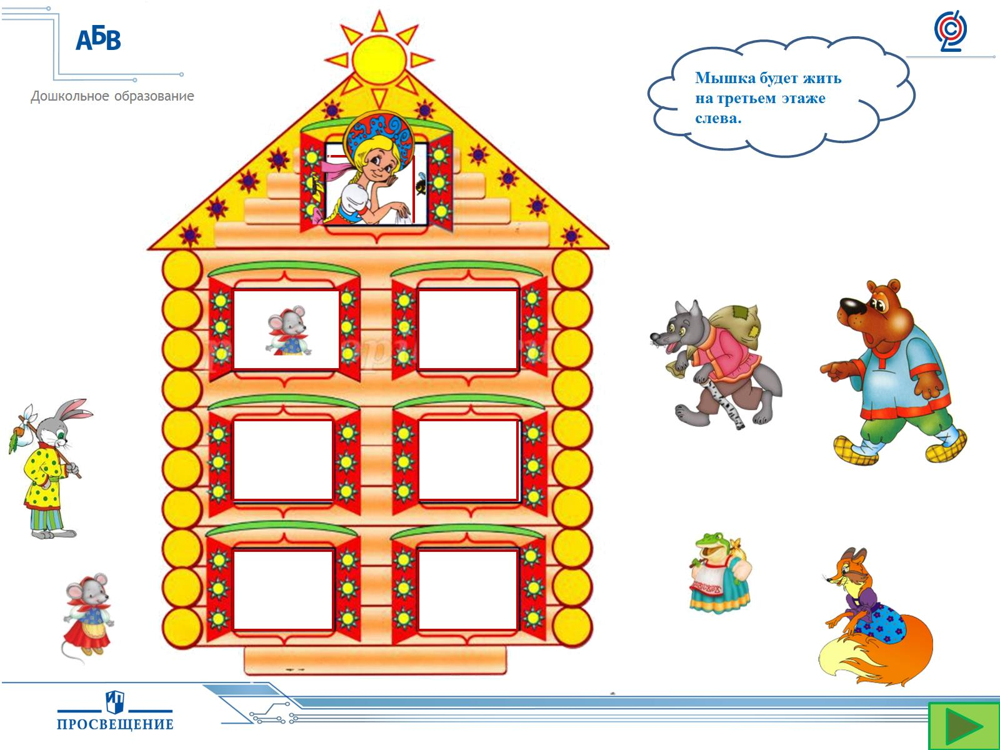 АБВ
Дошкольное образование
Мышка будет жить
на третьем этаже
слева.
ПРОСВЕЩЕНИЕ